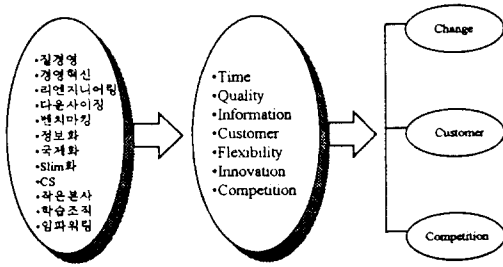 •질경영
•경영혁신
•리엔지니어링
•다운사이징
•벤치마킹
•정보화
•국제화
•Slim화
•CS
•작은본사
•학습조직
•임파워링
•Time
•Quality
•Information
•Customer
•Flexibility
•Innovation
•Competition
Change
Customer
Competition